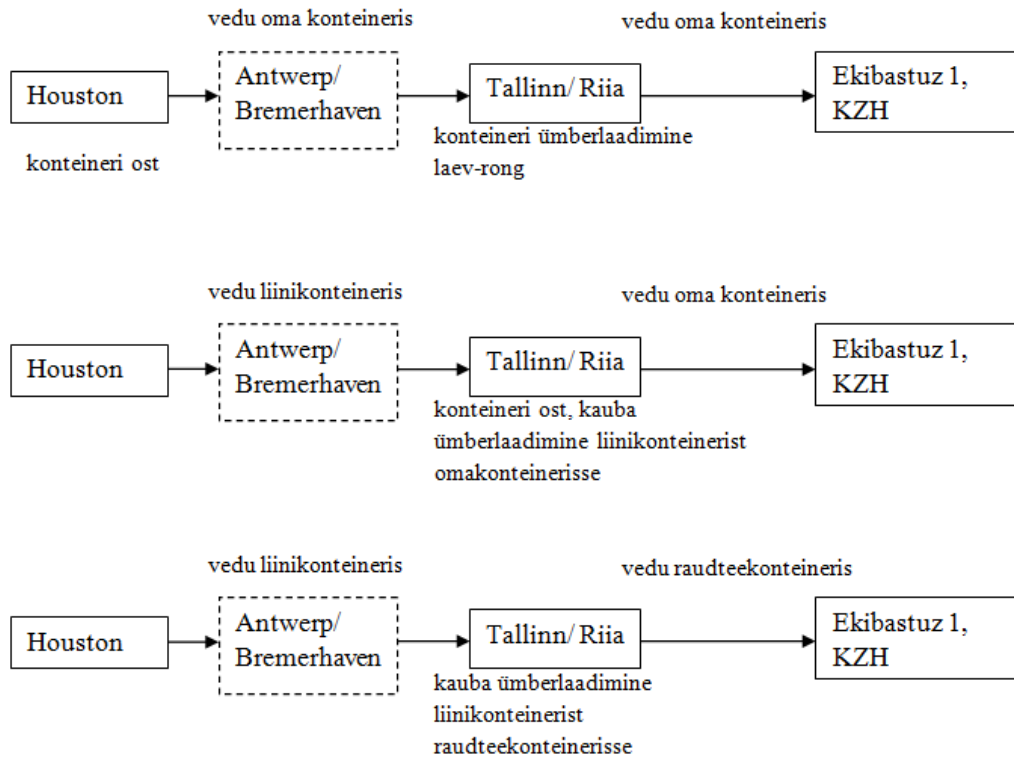 vedu oma konteineris
vedu oma konteineris
Houston
Antwerp/
Bremerhaven
Tallinn/ Riia
Ekibastuz 1,
KZH
konteineri ost
konteineri ümberlaadimine
laev-rong
vedu liinikonteineris
vedu oma konteineris
Houston
Antwerp/
Bremerhaven
Tallinn/ Riia
Ekibastuz 1,
KZH
konteineri ost, kauba
ümberlaadimine liinikonteinerist
omakonteinerisse
vedu liinikonteineris
vedu raudteekonteineris
Houston
Antwerp/
Bremerhaven
Tallinn/ Riia
Ekibastuz 1,
KZH
kauba ümberlaadimine
liinikonteinerist
raudteekonteinerisse